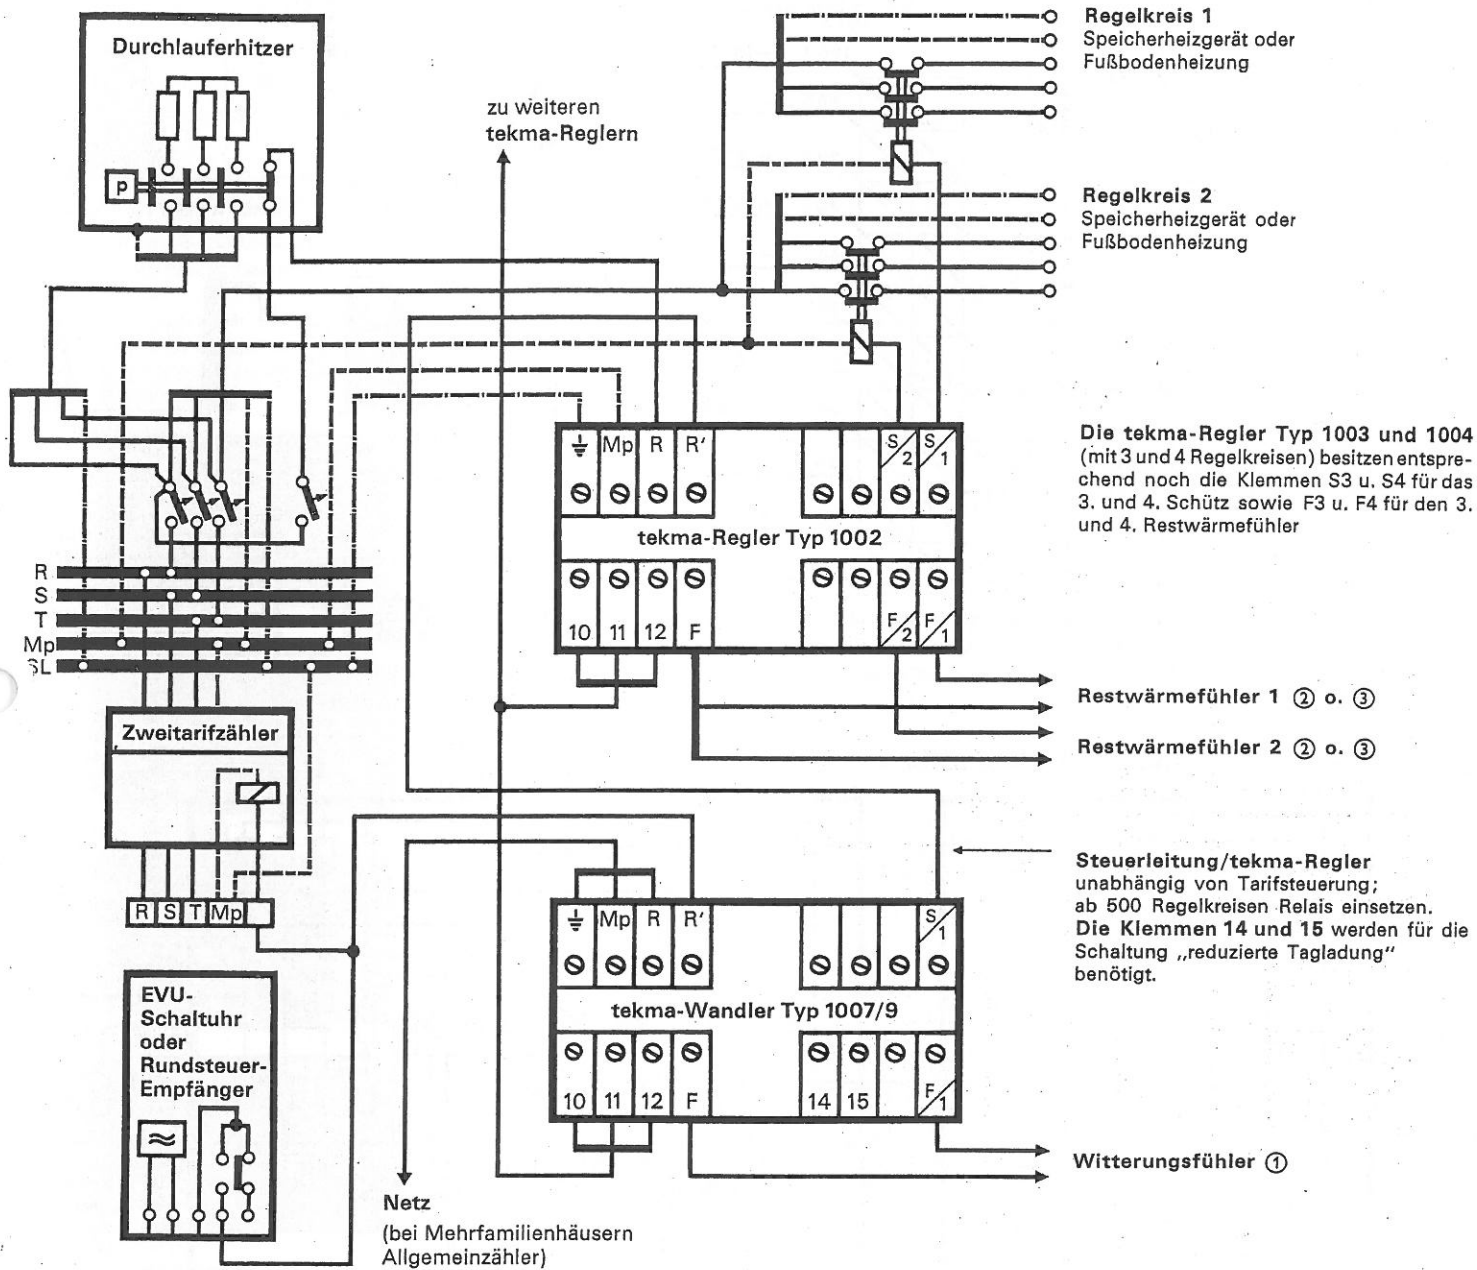 Durchlauferhitzer
p
zu weiteren
tekma-Reglern
Regelkreis 1
Speicherheizgerät oder
Fußbodenheizung
Regelkreis 2
Speicherheizgerät oder
Fußbodenheizung
Die tekma-Regler Typ 1003 und 1004
(mit 3 und 4 Regelkreisen) besitzen entspre-
chend noch die Klemmen S3 u. S4 für das
3. und 4. Schütz sowie F3 u. F4 für den 3.
und 4. Restwärmefühler
Mp R R′ S/2 S/1
tekma-Regler Typ 1002
10 11 12 F F/2 F/1
R
S
T
Mp
SL
Restwärmefühler 1 ② o. ③
Restwärmefühler 2 ② o. ③
Zweitarifzähler
R S T Mp
Steuerleitung/tekma-Regler
unabhängig von Tarifsteuerung;
ab 500 Regelkreisen Relais einsetzen.
Die Klemmen 14 und 15 werden für die
Schaltung „reduzierte Tagladung"
benötigt.
Mp R R′ S/1
tekma-Wandler Typ 1007/9
10 11 12 F 14 15 F/1
EVU-
Schaltuhr
oder
Rundsteuer-
Empfänger
Witterungsfühler ①
Netz
(bei Mehrfamilienhäusern
Allgemeinzähler)